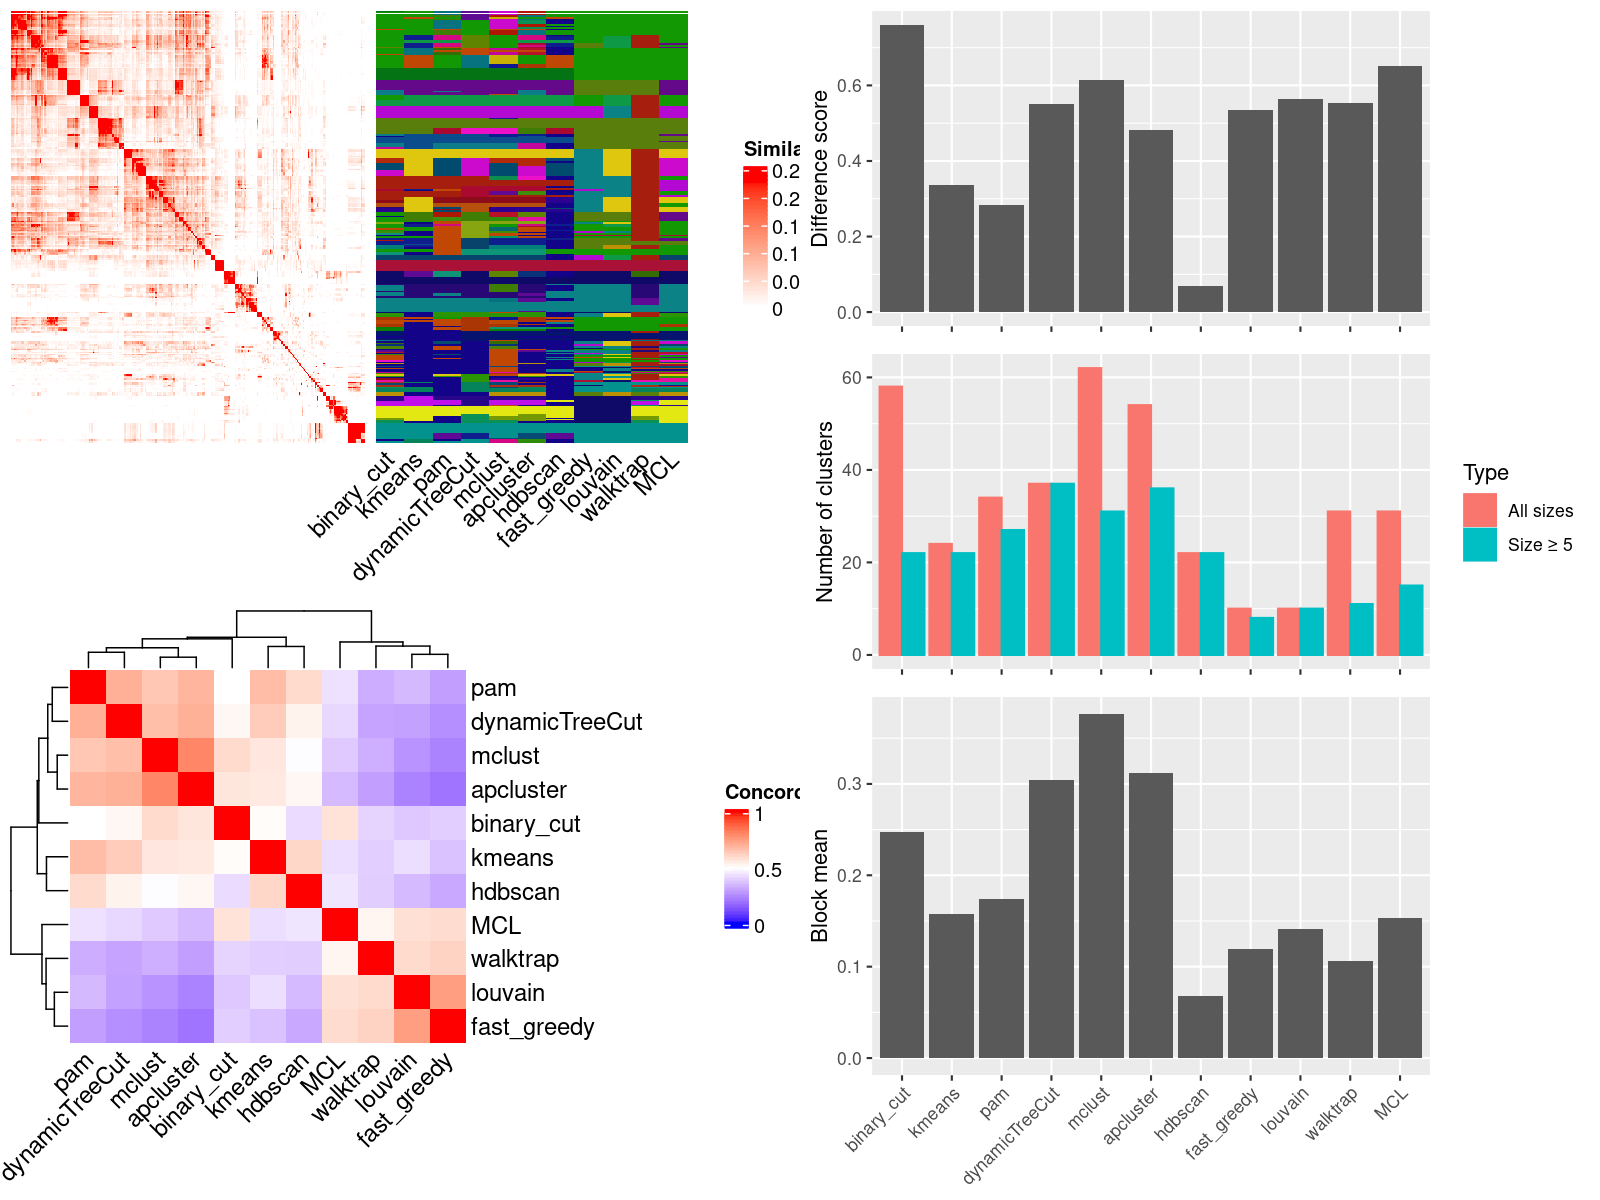 Simila
0.2
0.2
0.1
0.1
0.0
0
binary_cut
kmeans
pam
dynamicTreeCut
mclust
apcluster
hdbscan
fast_greedy
louvain
walktrap
MCL
pam
dynamicTreeCut
mclust
apcluster
binary_cut
kmeans
hdbscan
MCL
walktrap
louvain
fast_greedy
pam
dynamicTreeCut
mclust
apcluster
binary_cut
kmeans
hdbscan
MCL
walktrap
louvain
fast_greedy
Concord
1
0.5
0
Difference score
0.6
0.4
0.2
0.0
Number of clusters
60
40
20
0
Type
All sizes
Size ≥ 5
Block mean
0.3
0.2
0.1
0.0
binary_cut
kmeans
pam
dynamicTreeCut
mclust
apcluster
hdbscan
fast_greedy
louvain
walktrap
MCL